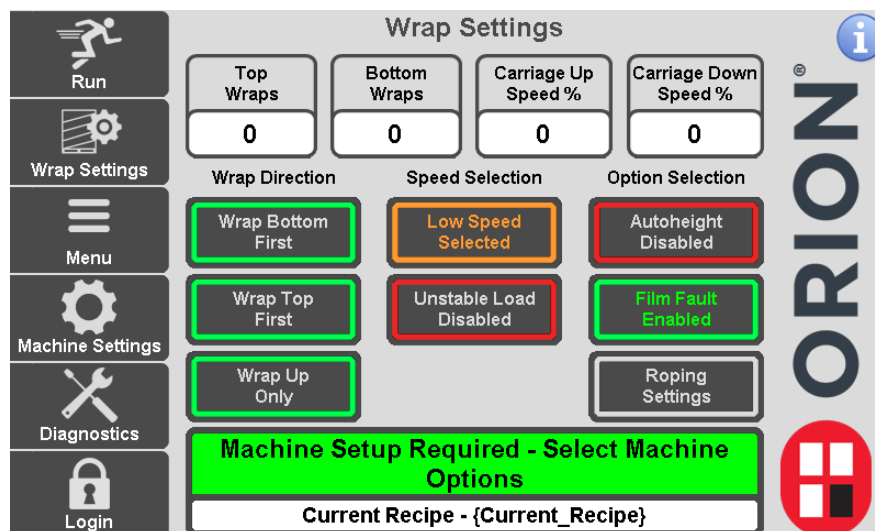 Wrap Settings
Run
Top
Wraps
Bottom
Wraps
Carriage Up
Speed %
Carriage Down
Speed %
0
0
0
0
Wrap Settings
Wrap Direction
Speed Selection
Option Selection
Wrap Bottom
First
Low Speed
Selected
Autoheight
Disabled
Menu
Wrap Top
First
Unstable Load
Disabled
Film Fault
Enabled
Machine Settings
Wrap Up
Only
Roping
Settings
Diagnostics
Machine Setup Required - Select Machine
Options
Login
Current Recipe - {Current_Recipe}
i
ORION®